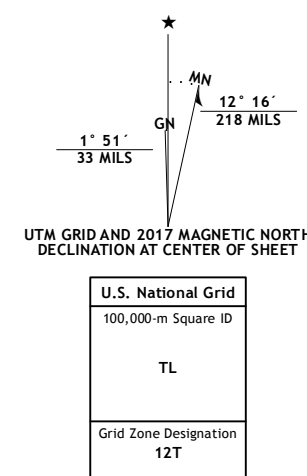 ★
MN
GN
12° 16´
218 MILS
1° 51´
33 MILS
UTM GRID AND 2017 MAGNETIC NORTH
DECLINATION AT CENTER OF SHEET
U.S. National Grid
100,000-m Square ID
TL
Grid Zone Designation
12T